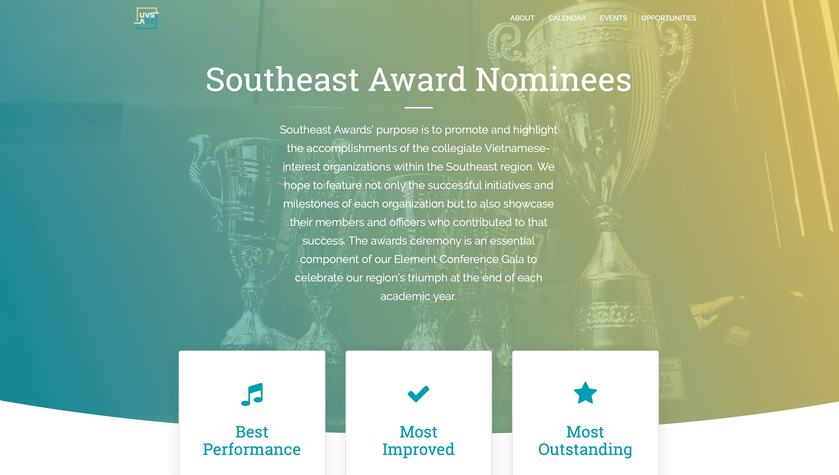 UVSA
ABOUT CALENDAR EVENTS OPPORTUNITIES
Southeast Award Nominees
Southeast Awards' purpose is to promote and highlight
the accomplishments of the collegiate Vietnamese-
interest organizations within the Southeast region. We
hope to feature not only the successful initiatives and
milestones of each organization but to also showcase
their members and officers who contributed to that
success. The awards ceremony is an essential
component of our Element Conference Gala to
celebrate our region's triumph at the end of each
academic year.
Best
Performance
Most
Improved
Most
Outstanding